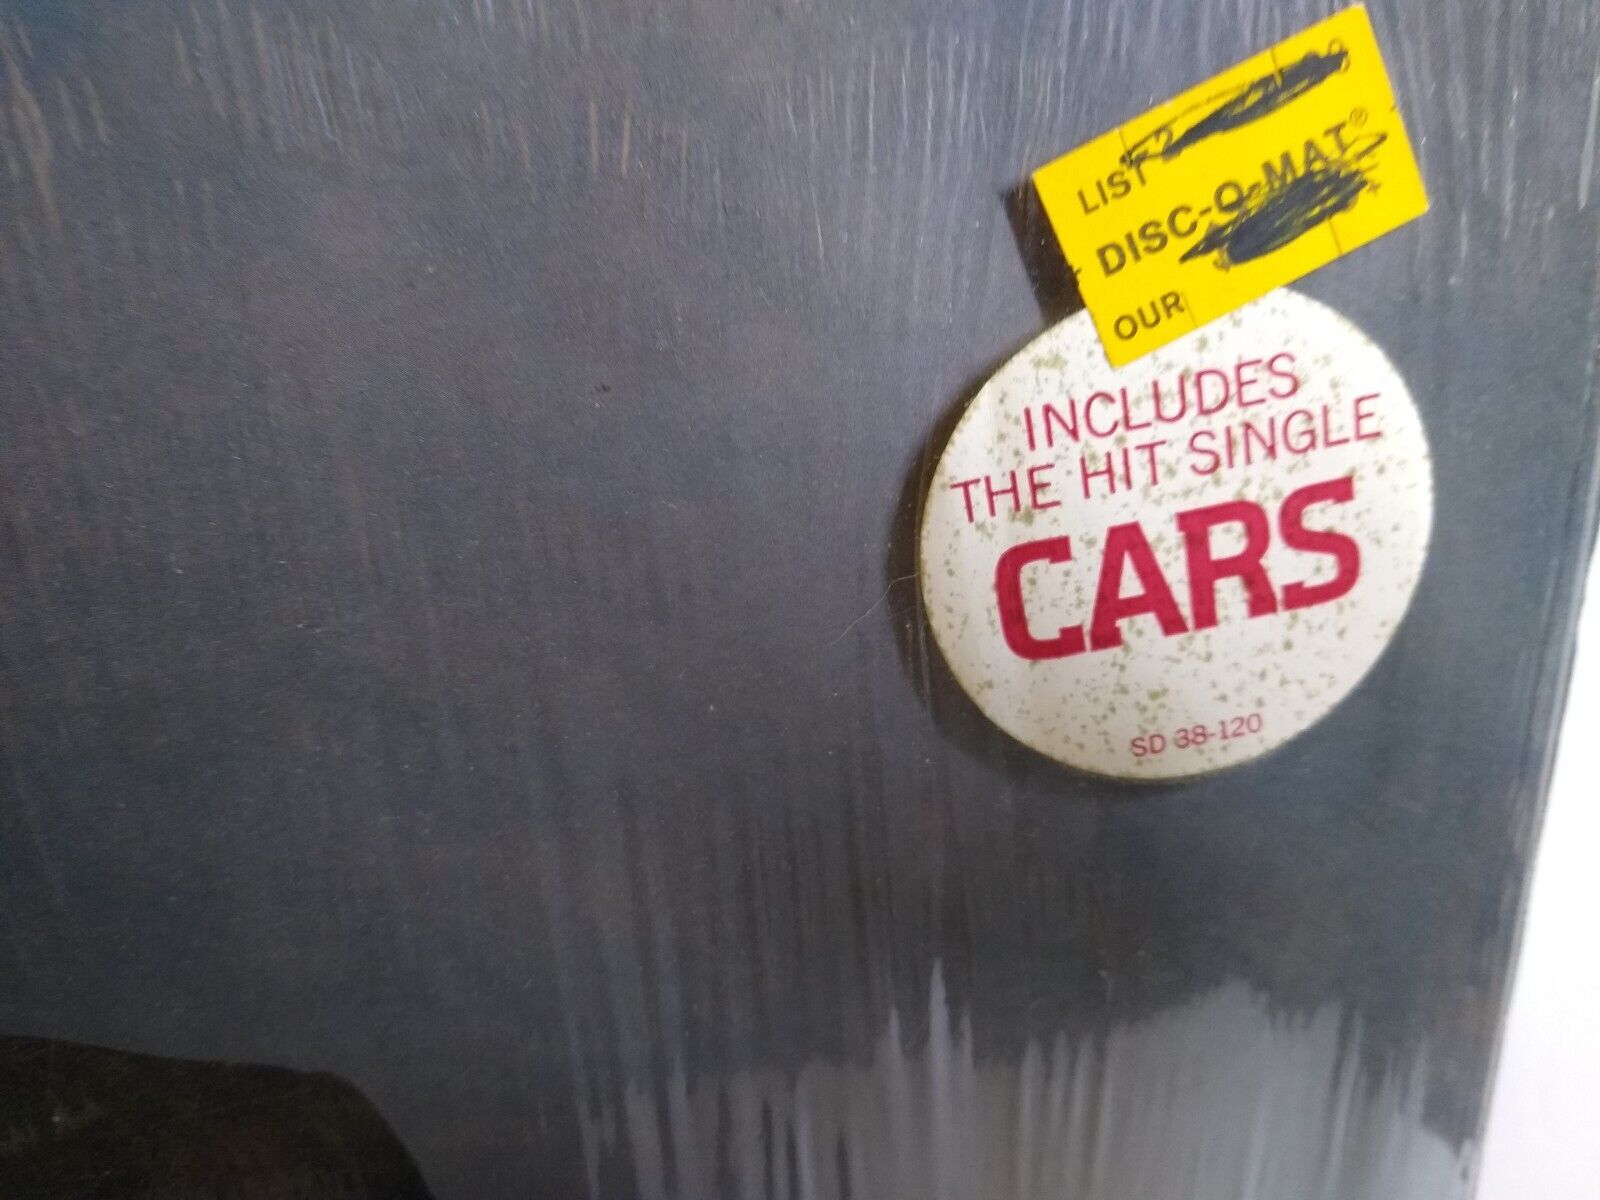 LIST
DISC-O-MAT®
OUR
INCLUDES
THE HIT SINGLE
CARS
SD 38-120